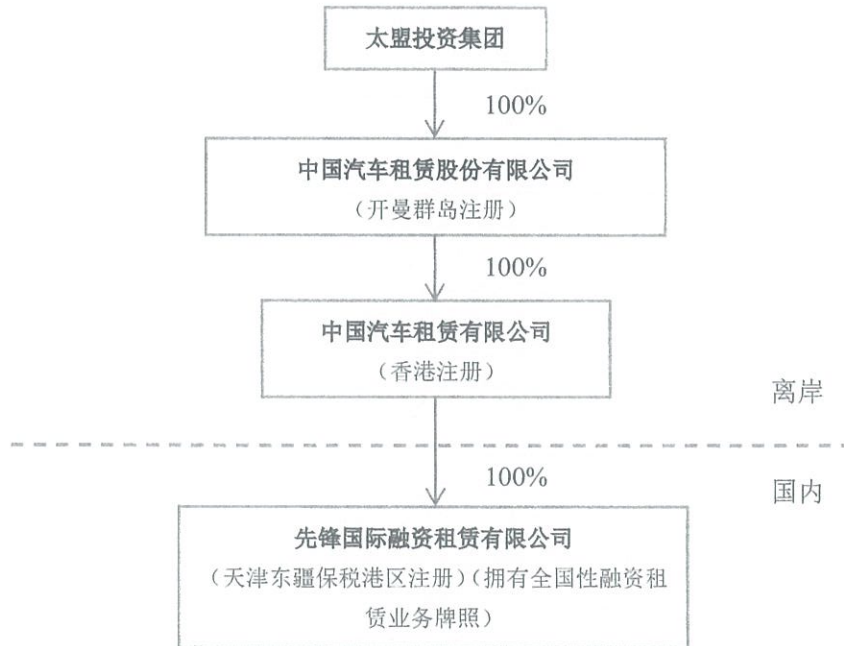 太盟投资集团
100%
中国汽车租赁股份有限公司
（开曼群岛注册）
100%
中国汽车租赁有限公司
（香港注册）
离岸
100%
国内
先锋国际融资租赁有限公司
（天津东疆保税港区注册）（拥有全国性融资租
赁业务牌照）